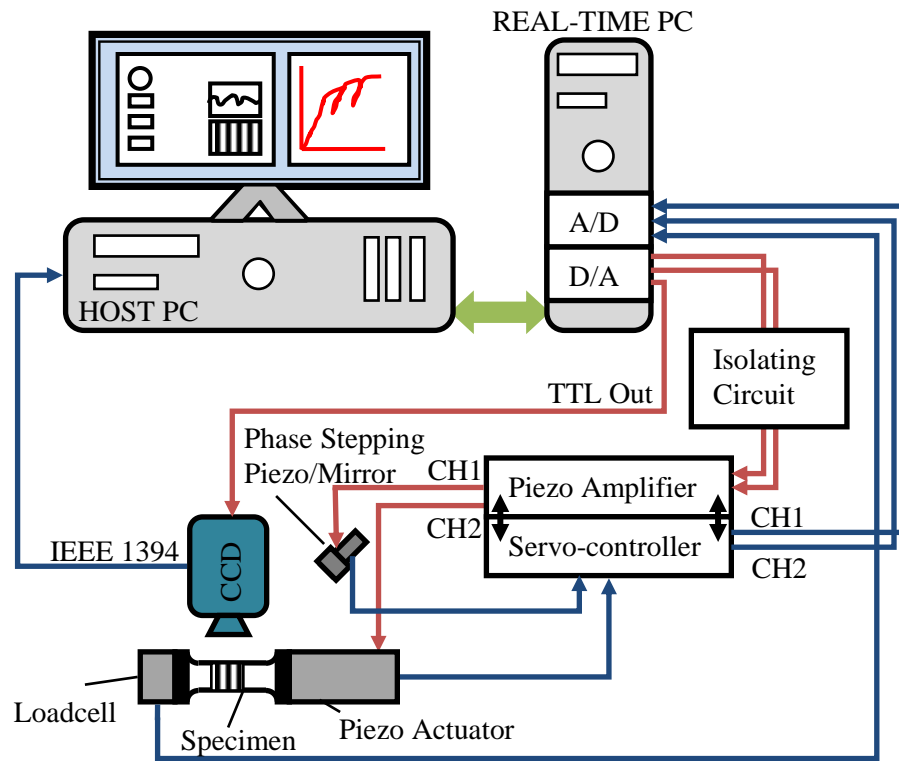 REAL-TIME PC
A/D
D/A
HOST PC
Isolating
Circuit
TTL Out
Phase Stepping
Piezo/Mirror
CH1
Piezo Amplifier
CH2
Servo-controller
CH1
CH2
IEEE 1394
CCD
Loadcell
Specimen
Piezo Actuator